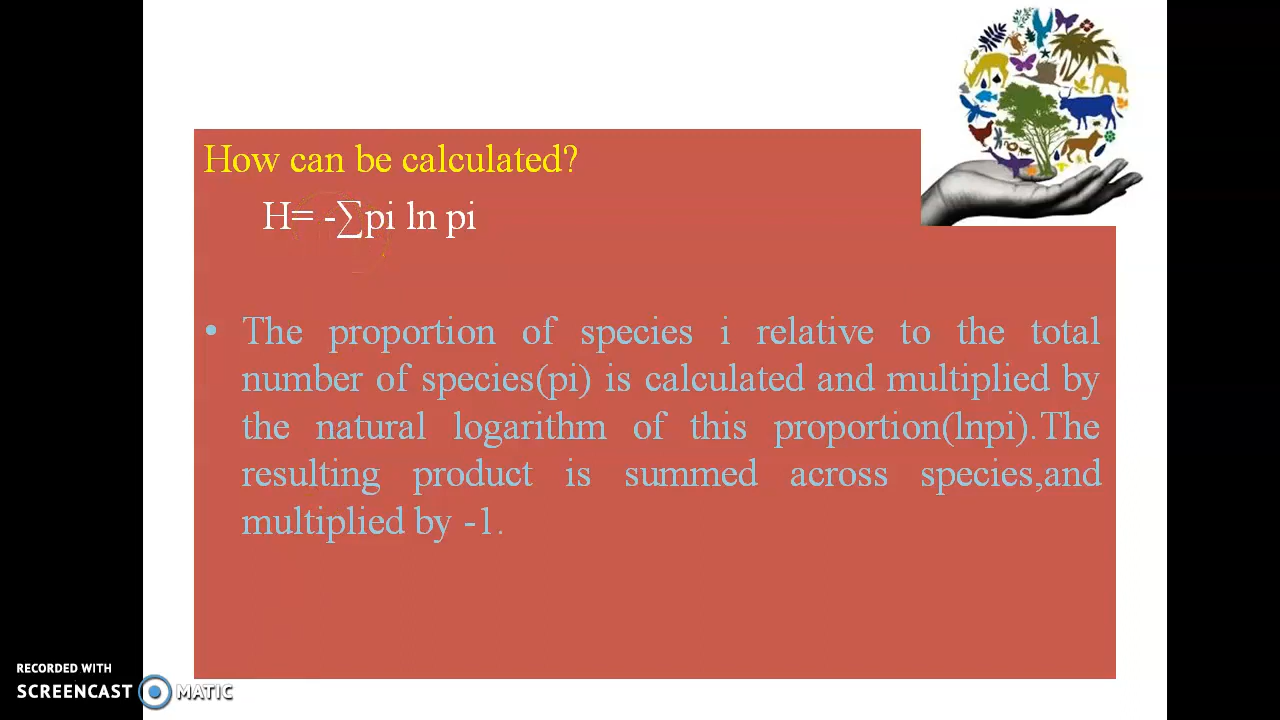 How can be calculated?
H= -∑pi ln pi
• The proportion of species i relative to the total
number of species(pi) is calculated and multiplied by
the natural logarithm of this proportion(lnpi).The
resulting product is summed across species,and
multiplied by -1.
RECORDED WITH
SCREENCAST MATIC